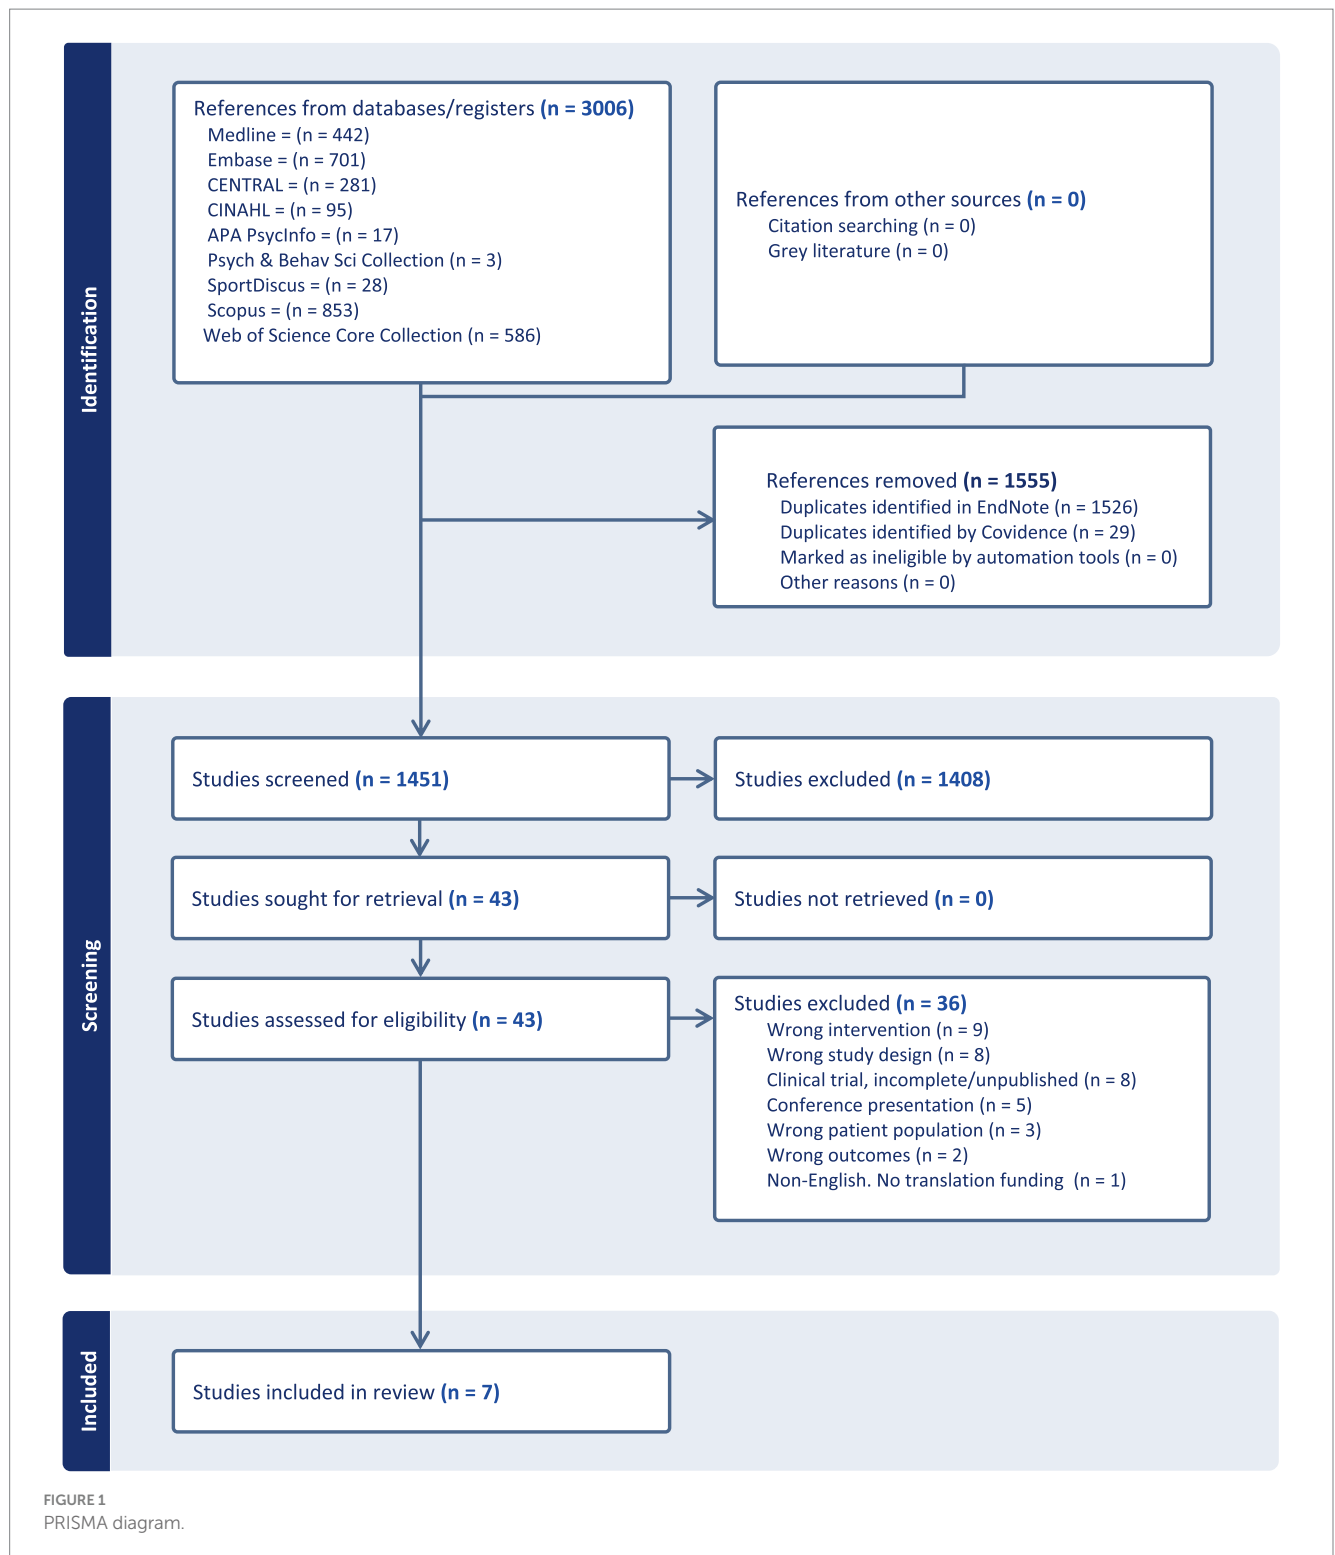 Identification
References from databases/registers (n = 3006)
Medline = (n = 442)
Embase = (n = 701)
CENTRAL = (n = 281)
CINAHL = (n = 95)
APA PsycInfo = (n = 17)
Psych & Behav Sci Collection (n = 3)
SportDiscus = (n = 28)
Scopus = (n = 853)
Web of Science Core Collection (n = 586)
References from other sources (n = 0)
Citation searching (n = 0)
Grey literature (n = 0)
References removed (n = 1555)
Duplicates identified in EndNote (n = 1526)
Duplicates identified by Covidence (n = 29)
Marked as ineligible by automation tools (n = 0)
Other reasons (n = 0)
Screening
Studies screened (n = 1451)
Studies excluded (n = 1408)
Studies sought for retrieval (n = 43)
Studies not retrieved (n = 0)
Studies assessed for eligibility (n = 43)
Studies excluded (n = 36)
Wrong intervention (n = 9)
Wrong study design (n = 8)
Clinical trial, incomplete/unpublished (n = 8)
Conference presentation (n = 5)
Wrong patient population (n = 3)
Wrong outcomes (n = 2)
Non-English. No translation funding  (n = 1)
Included
Studies included in review (n = 7)
FIGURE 1
PRISMA diagram.